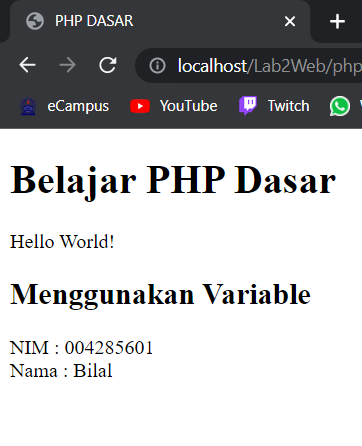 PHP DASAR
localhost/Lab2Web/php
eCampus YouTube Twitch
Belajar PHP Dasar
Hello World!
Menggunakan Variable
NIM : 004285601
Nama : Bilal